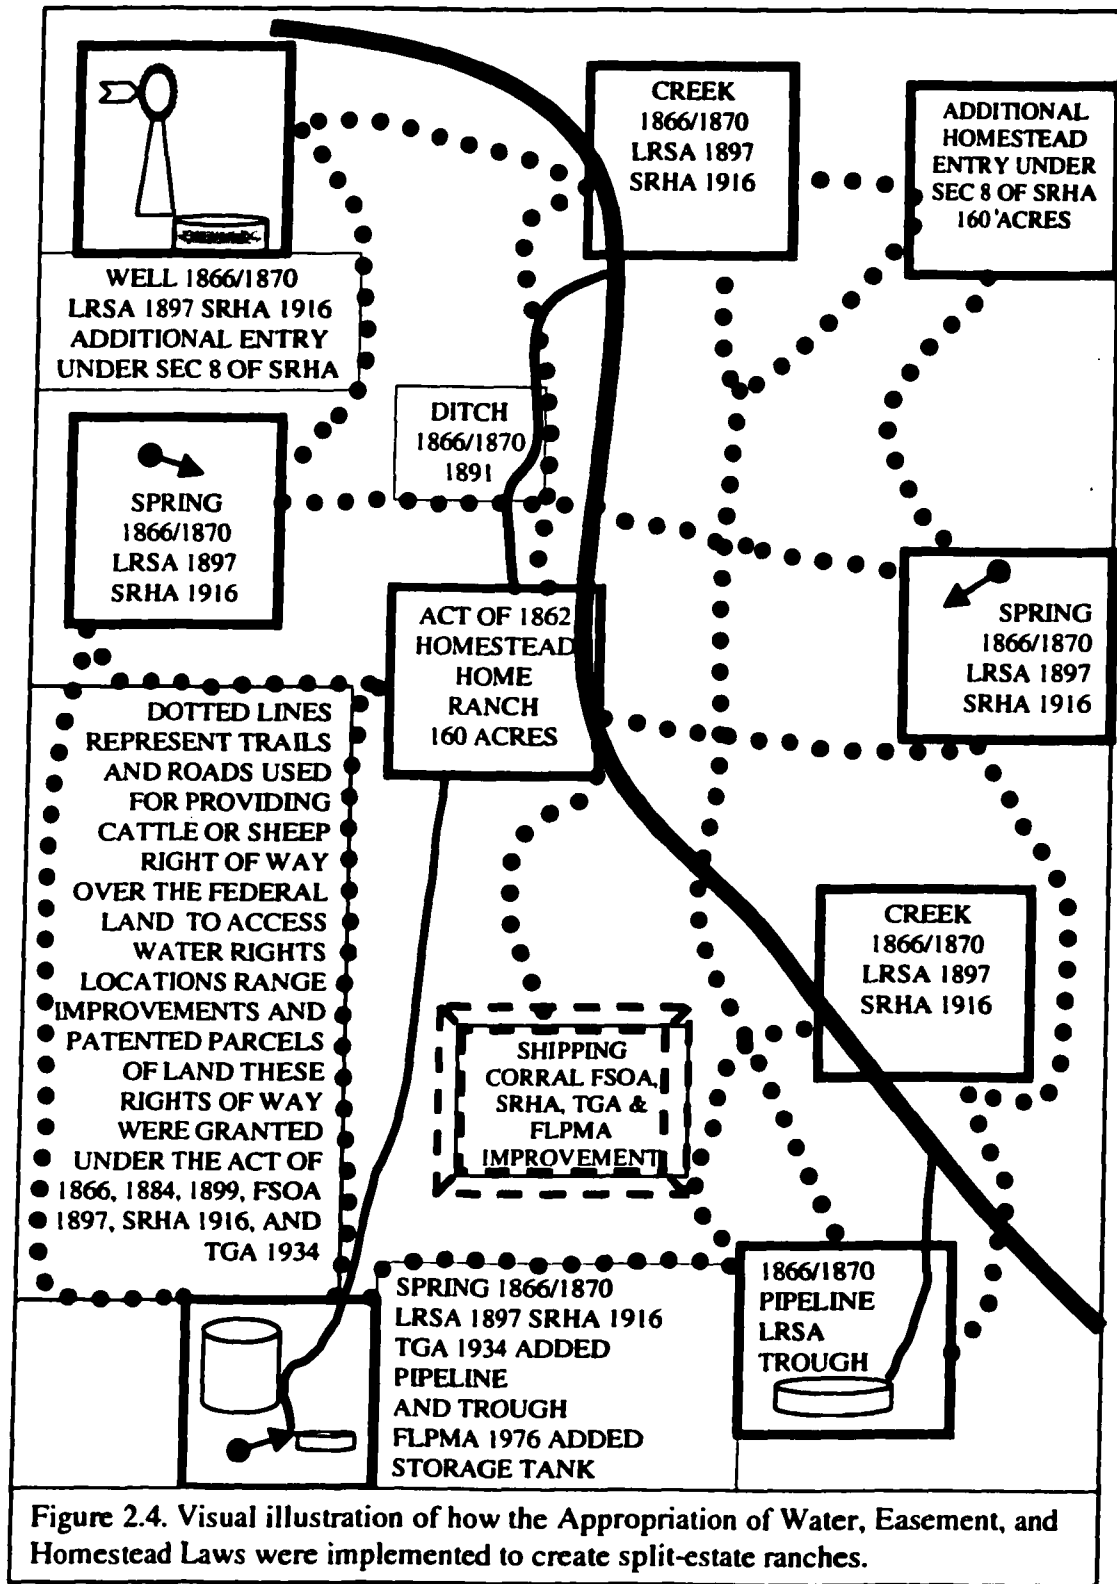 CREEK
1866/1870
LRSA 1897
SRHA 1916
ADDITIONAL
HOMESTEAD
ENTRY UNDER
SEC 8 OF SRHA
160 ACRES
WELL 1866/1870
LRSA 1897 SRHA 1916
ADDITIONAL ENTRY
UNDER SEC 8 OF SRHA
DITCH
1866/1870
1891
SPRING
1866/1870
LRSA 1897
SRHA 1916
ACT OF 1862
HOMESTEAD
HOME
RANCH
160 ACRES
SPRING
1866/1870
LRSA 1897
SRHA 1916
DOTTED LINES
REPRESENT TRAILS
AND ROADS USED
FOR PROVIDING
CATTLE OR SHEEP
RIGHT OF WAY
OVER THE FEDERAL
LAND TO ACCESS
WATER RIGHTS
LOCATIONS RANGE
IMPROVEMENTS AND
PATENTED PARCELS
OF LAND THESE
RIGHTS OF WAY
WERE GRANTED
UNDER THE ACT OF
1866, 1884, 1899, FSOA
1897, SRHA 1916, AND
TGA 1934
CREEK
1866/1870
LRSA 1897
SRHA 1916
SHIPPING
CORRAL FSOA,
SRHA, TGA &
FLPMA
IMPROVEMENT
SPRING 1866/1870
LRSA 1897 SRHA 1916
TGA 1934 ADDED
PIPELINE
AND TROUGH
FLPMA 1976 ADDED
STORAGE TANK
1866/1870
PIPELINE
LRSA
TROUGH
Figure 2.4. Visual illustration of how the Appropriation of Water, Easement, and
Homestead Laws were implemented to create split-estate ranches.